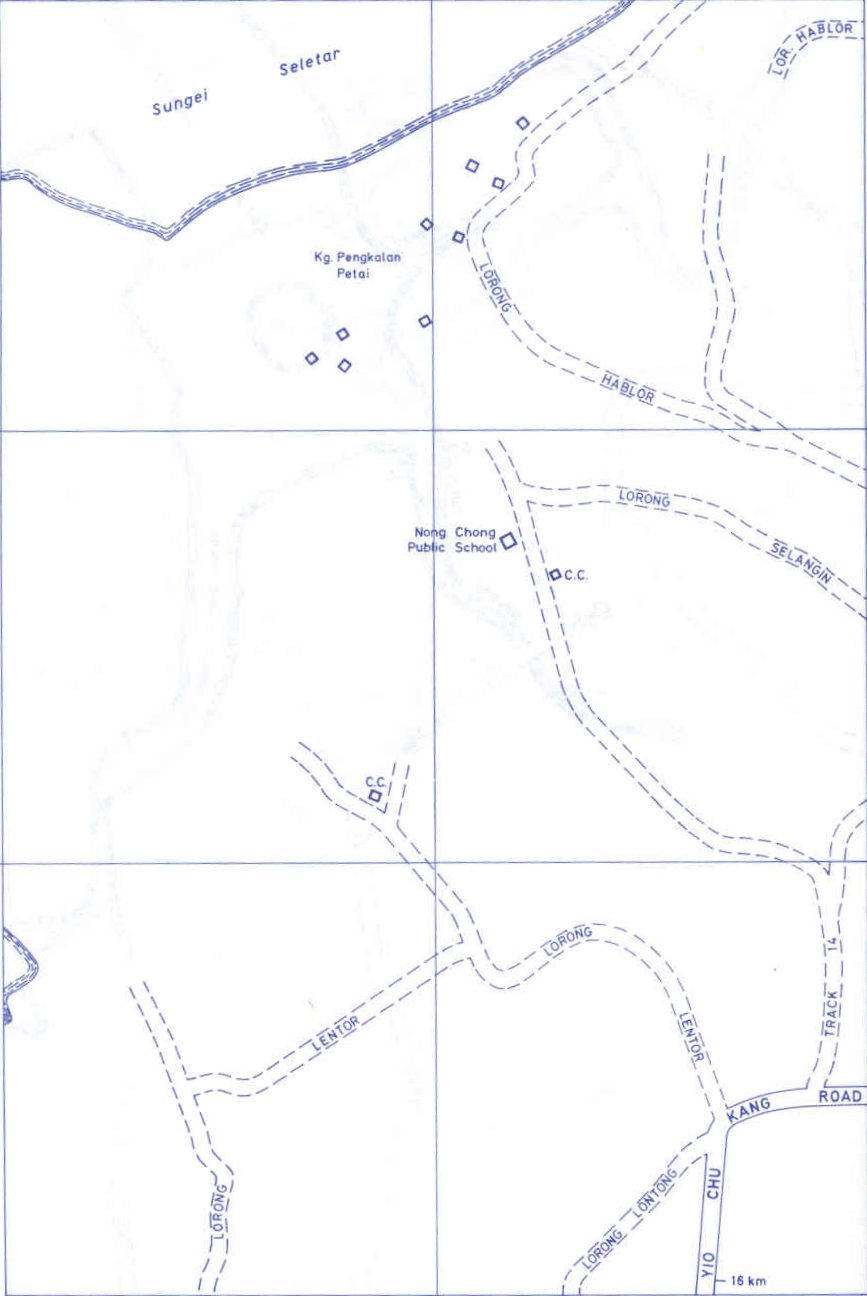 LOR. HABLOR
Sungei Seletar
Kg. Pengkalan
Petai
LORONG
HABLOR
LORONG
SELANGIN
Nong Chong
Public School
C.C.
C.C.
LORONG
LENTOR
LENTOR
TRACK 14
YIO CHU KANG ROAD
LORONG
LORONG LONTONG
16 km